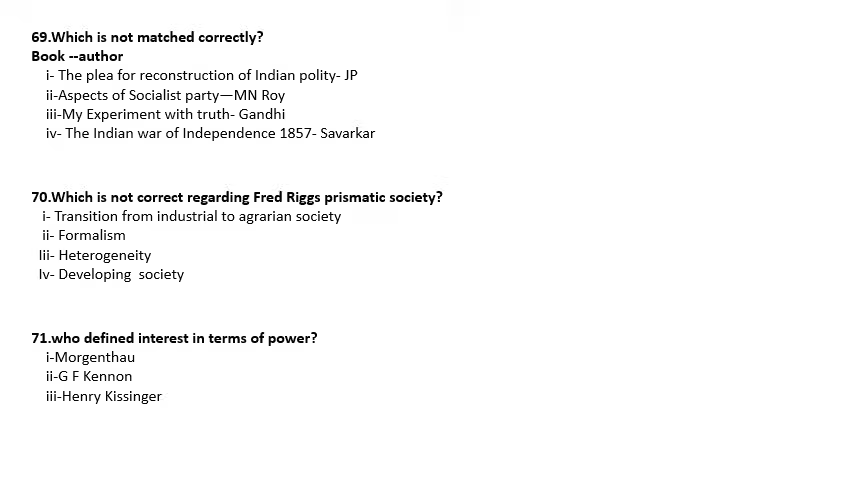 69.Which is not matched correctly?
Book --author
i- The plea for reconstruction of Indian polity- JP
ii-Aspects of Socialist party—MN Roy
iii-My Experiment with truth- Gandhi
iv- The Indian war of Independence 1857- Savarkar
70.Which is not correct regarding Fred Riggs prismatic society?
i- Transition from industrial to agrarian society
ii- Formalism
Iii- Heterogeneity
Iv- Developing  society
71.who defined interest in terms of power?
i-Morgenthau
ii-G F Kennon
iii-Henry Kissinger